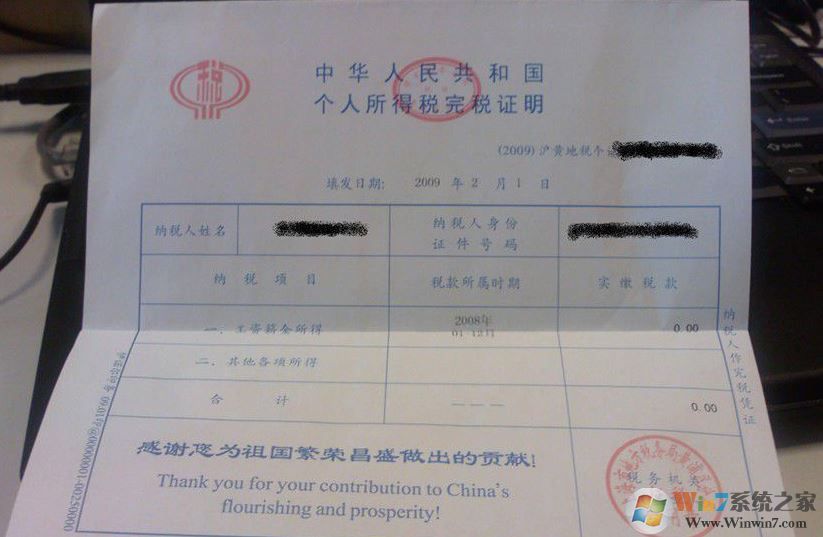 税
中华人民共和国
个人所得税完税证明
(2009)沪黄地税个
填发日期: 2009 年 2 月 1 日
纳税人姓名
纳税人身份
证件号码
纳税项目 税款所属时期 实缴税款
一.工资薪金所得 2008年
01-12月 0.00
二.其他各项所得
合计 ——— 0.00
纳税人作完税凭证
感谢您为祖国繁荣昌盛做出的贡献!
Thank you for your contribution to China's
flourishing and prosperity!
税务机关
Win7系统之家
Www.Winwin7.com